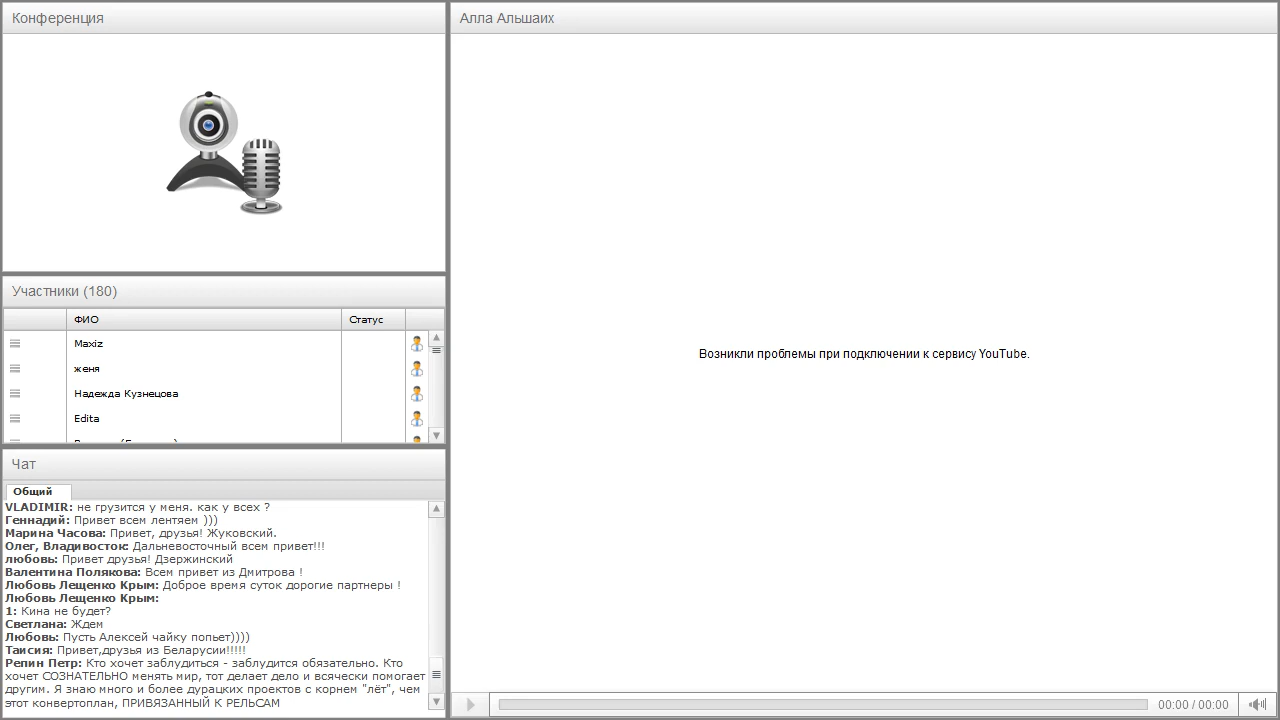 Конференция
Алла Альшаих
Участники (180)
ФИО
Статус
Maxiz
женя
Надежда Кузнецова
Edita
Возникли проблемы при подключении к сервису YouTube.
Чат
Общий
VLADIMIR: не грузится у меня. как у всех ?
Геннадий: Привет всем лентяем )))
Марина Часова: Привет, друзья! Жуковский.
Олег, Владивосток: Дальневосточный всем привет!!!
любовь: Привет друзья! Дзержинский
Валентина Полякова: Всем привет из Дмитрова !
Любовь Лещенко Крым: Доброе время суток дорогие партнеры !
Любовь Лещенко Крым:
1: Кина не будет?
Светлана: Ждем
Любовь: Пусть Алексей чайку попьет))))
Таисия: Привет,друзья из Беларусии!!!!!
Репин Петр: Кто хочет заблудиться - заблудится обязательно. Кто
хочет СОЗНАТЕЛЬНО менять мир, тот делает дело и всячески помогает
другим. Я знаю много и более дурацких проектов с корнем "лёт", чем
этот конвертоплан, ПРИВЯЗАННЫЙ К РЕЛЬСАМ
00:00 / 00:00